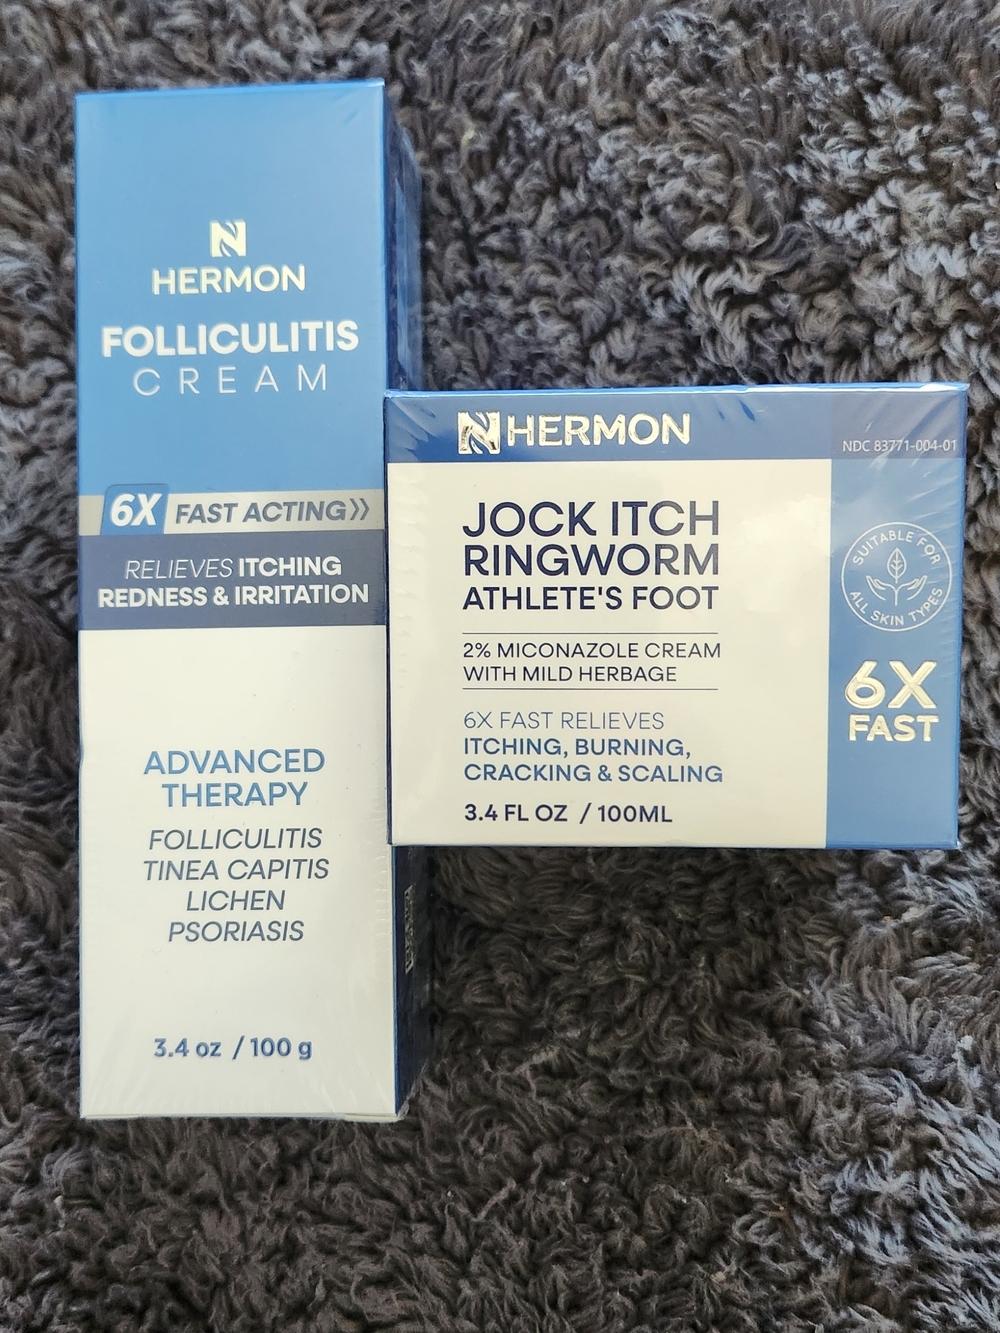 HERMON
FOLLICULITIS
CREAM
6X FAST ACTING
RELIEVES ITCHING
REDNESS & IRRITATION
ADVANCED
THERAPY
FOLLICULITIS
TINEA CAPITIS
LICHEN
PSORIASIS
3.4 oz / 100 g
HERMON
NDC 83771-004-01
JOCK ITCH
RINGWORM
ATHLETE'S FOOT
2% MICONAZOLE CREAM
WITH MILD HERBAGE
6X FAST RELIEVES
ITCHING, BURNING,
CRACKING & SCALING
3.4 FL OZ / 100ML
SUITABLE FOR
ALL SKIN TYPES
6X
FAST